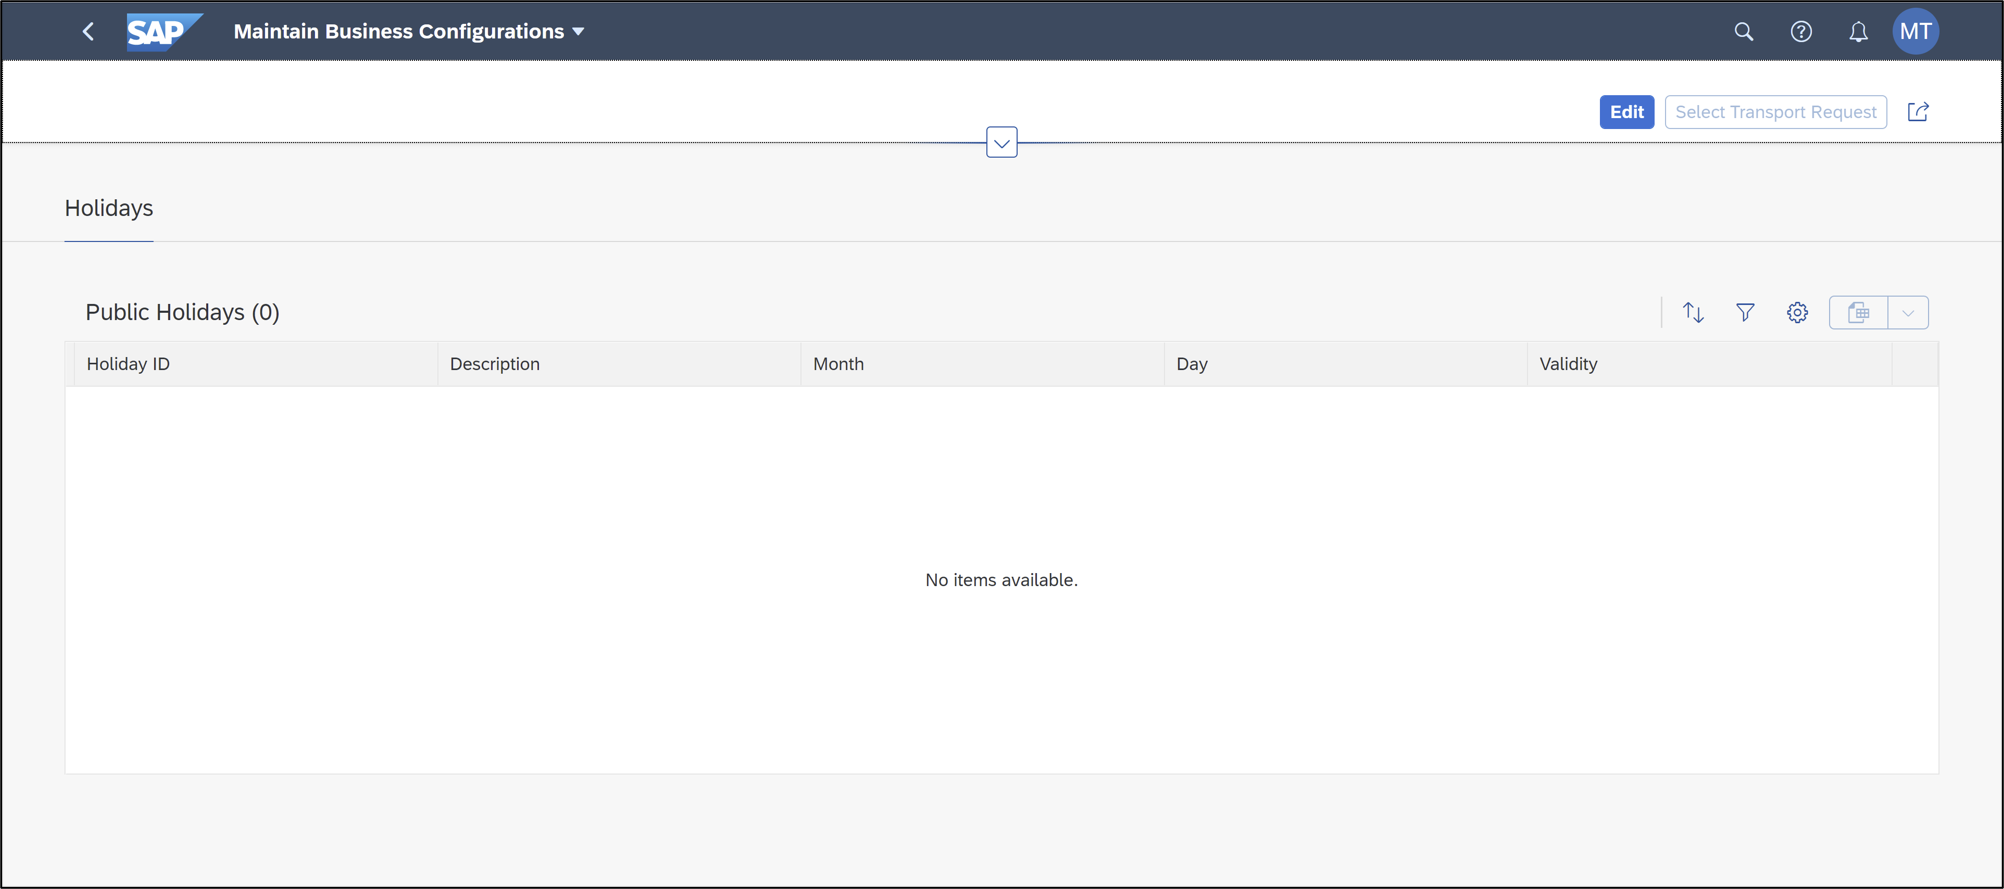 SAP Maintain Business Configurations MT
Edit Select Transport Request
Holidays
Public Holidays (0)
Holiday ID Description Month Day Validity
No items available.